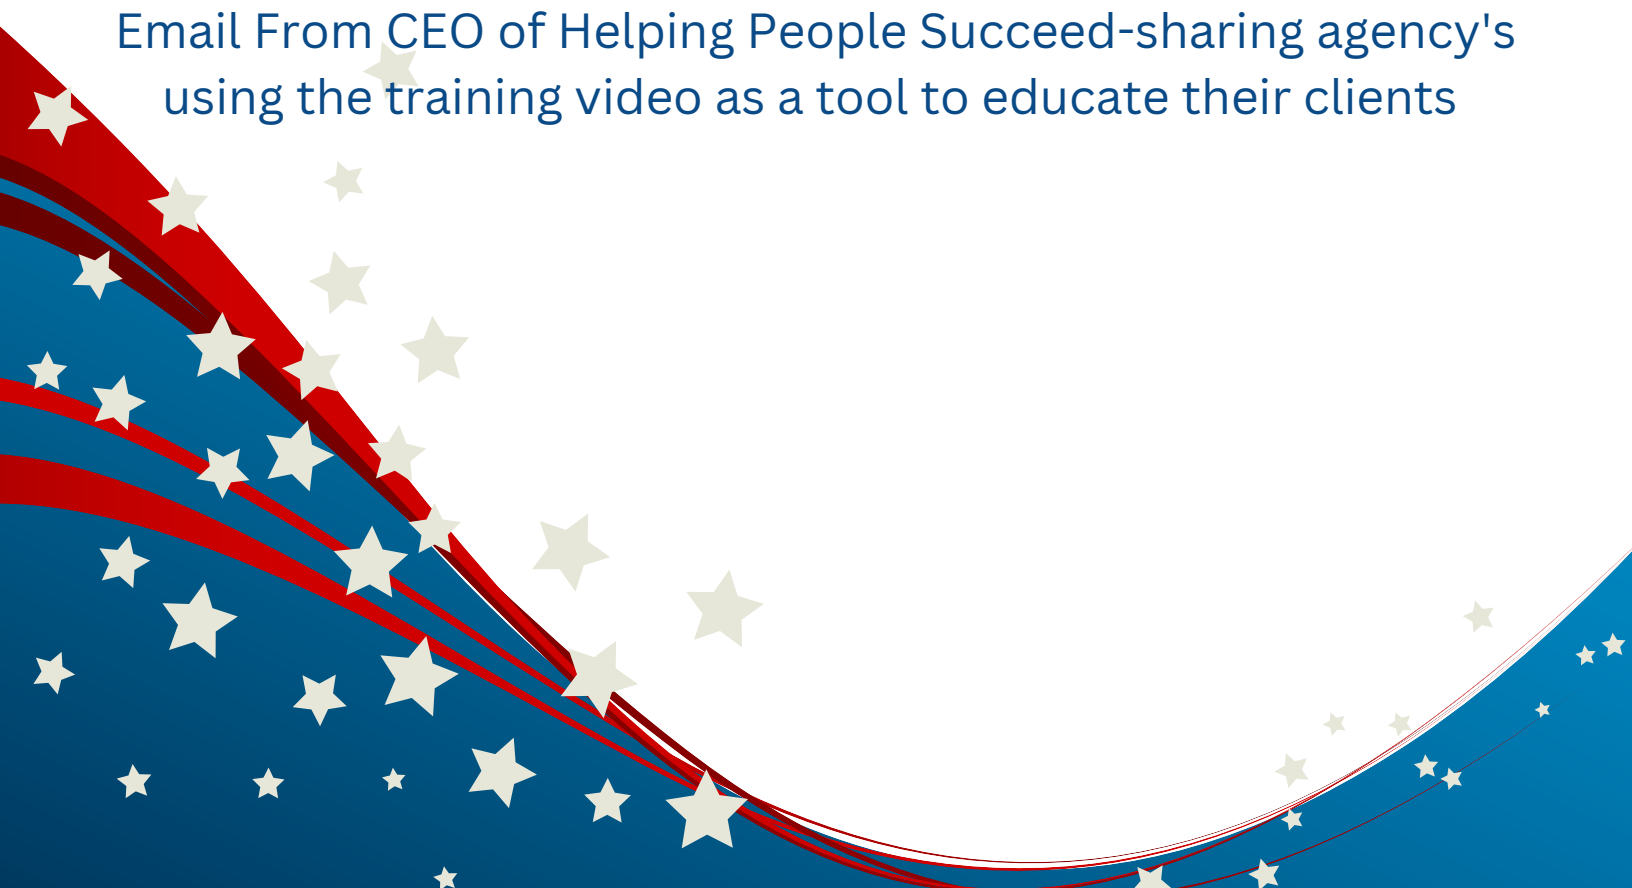 Email From CEO of Helping People Succeed-sharing agency's
using the training video as a tool to educate their clients